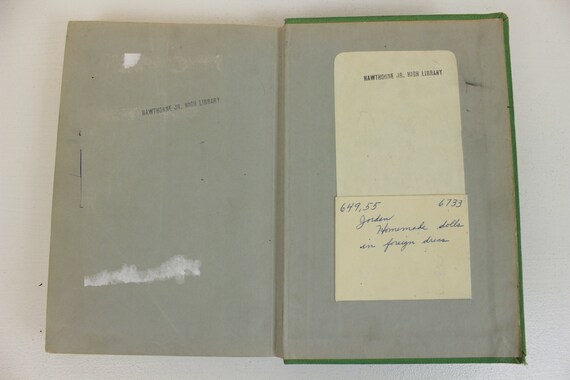 HAWTHORNE JR. HIGH LIBRARY
HAWTHORNE JR. HIGH LIBRARY
649.55 6733
Jordan
Homemade dolls
in foreign dress